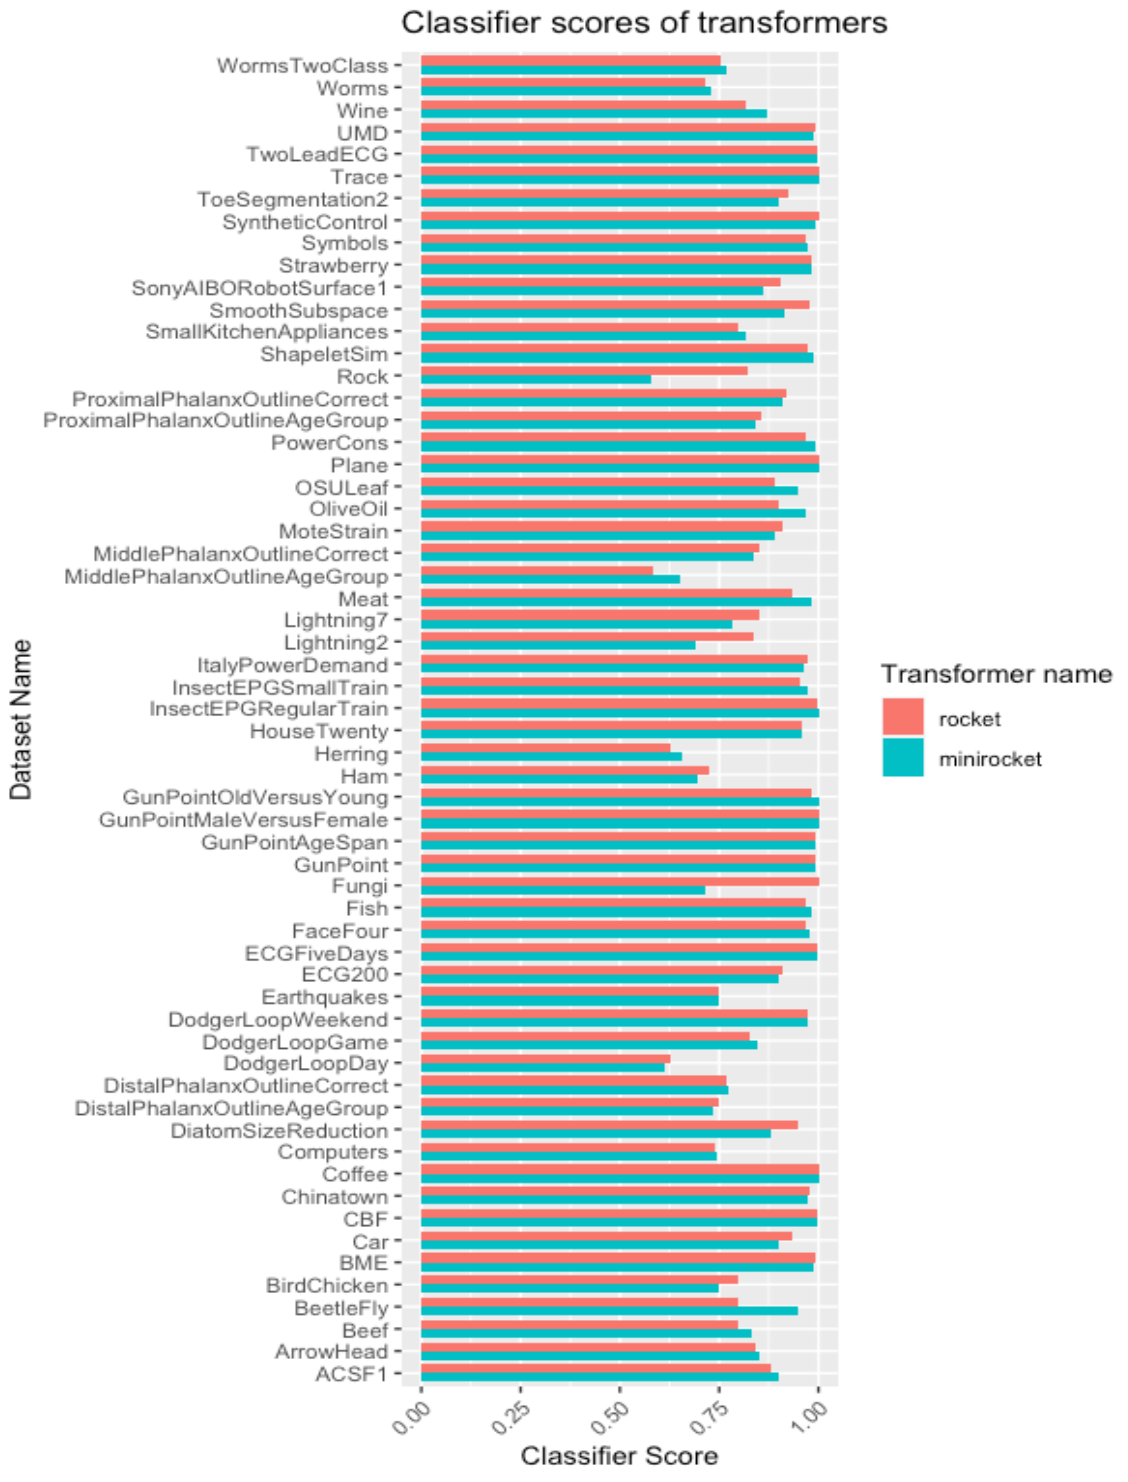 Classifier scores of transformers
WormsTwoClass
Worms
Wine
UMD
TwoLeadECG
Trace
ToeSegmentation2
SyntheticControl
Symbols
Strawberry
SonyAIBORobotSurface1
SmoothSubspace
SmallKitchenAppliances
ShapeletSim
Rock
ProximalPhalanxOutlineCorrect
ProximalPhalanxOutlineAgeGroup
PowerCons
Plane
OSULeaf
OliveOil
MoteStrain
MiddlePhalanxOutlineCorrect
MiddlePhalanxOutlineAgeGroup
Meat
Lightning7
Lightning2
ItalyPowerDemand
InsectEPGSmallTrain
InsectEPGRegularTrain
HouseTwenty
Herring
Ham
GunPointOldVersusYoung
GunPointMaleVersusFemale
GunPointAgeSpan
GunPoint
Fungi
Fish
FaceFour
ECGFiveDays
ECG200
Earthquakes
DodgerLoopWeekend
DodgerLoopGame
DodgerLoopDay
DistalPhalanxOutlineCorrect
DistalPhalanxOutlineAgeGroup
DiatomSizeReduction
Computers
Coffee
Chinatown
CBF
Car
BME
BirdChicken
BeetleFly
Beef
ArrowHead
ACSF1
Dataset Name
0.00 0.25 0.50 0.75 1.00
Classifier Score
Transformer name
rocket
minirocket